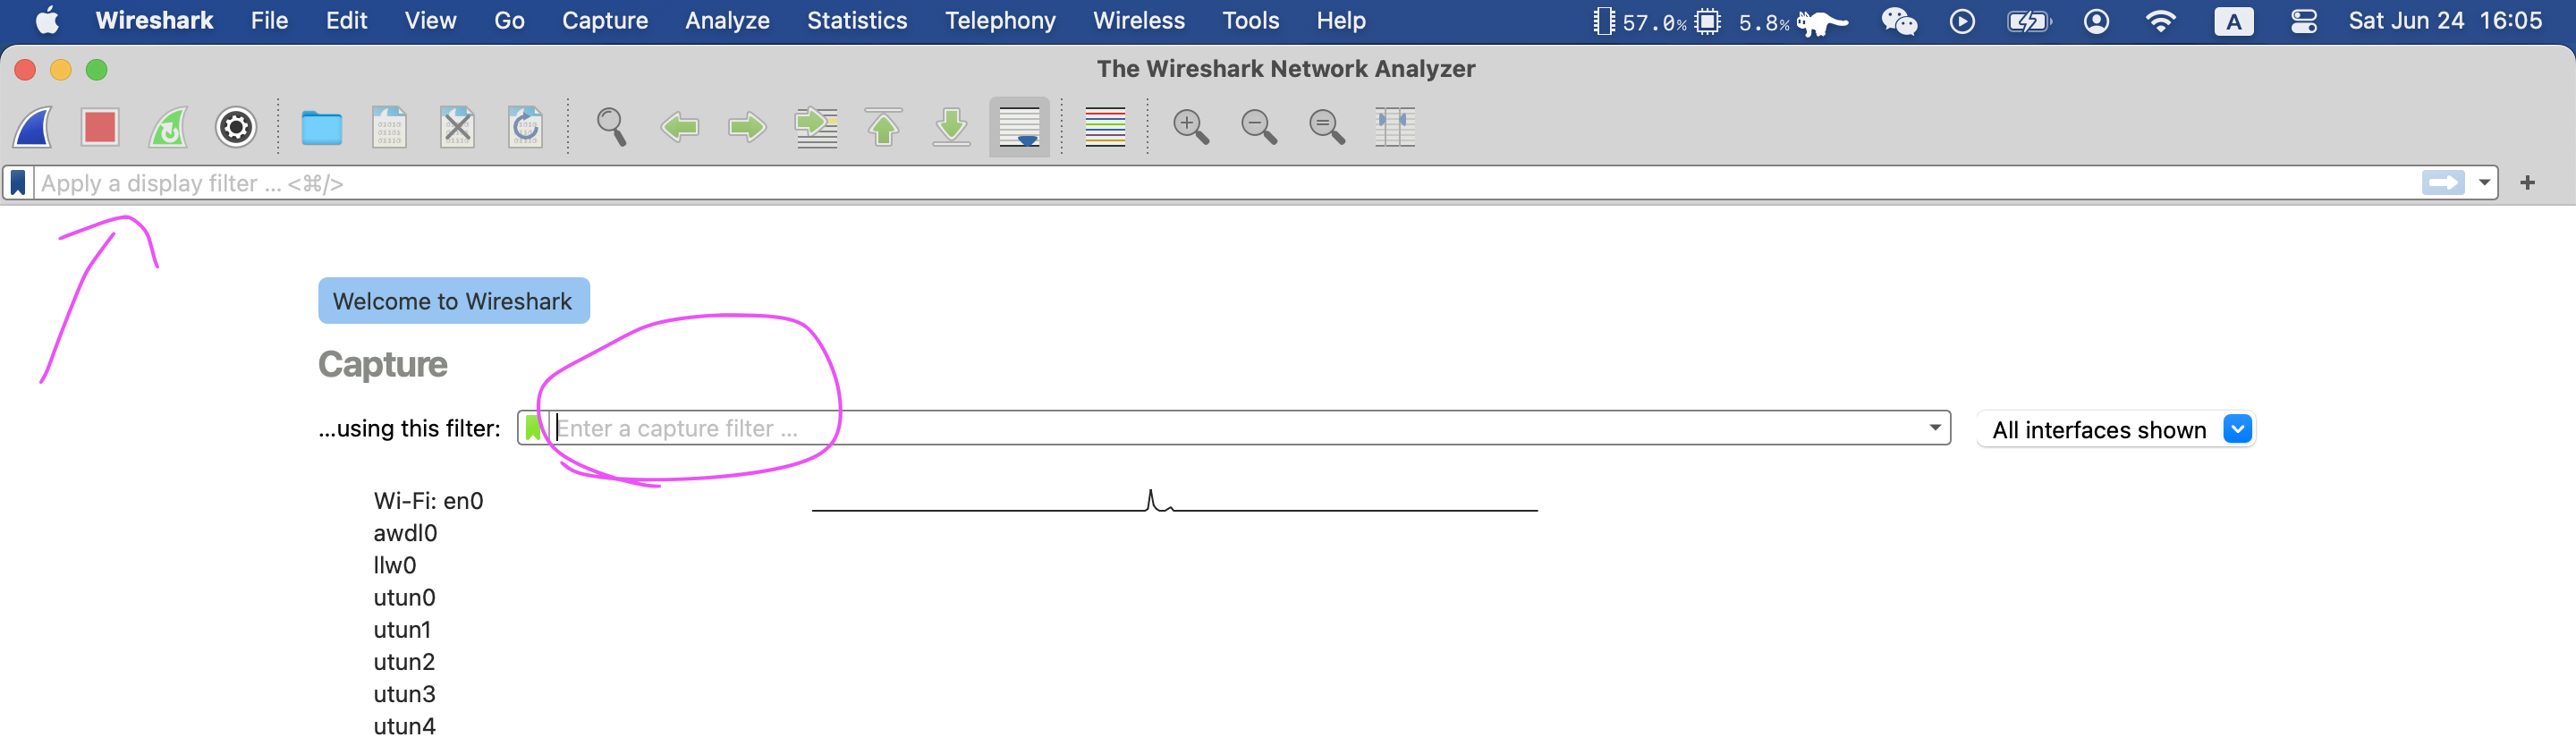 Wireshark File Edit View Go Capture Analyze Statistics Telephony Wireless Tools Help 57.0% 5.8% A Sat Jun 24 16:05
The Wireshark Network Analyzer
Apply a display filter ... <⌘/> +
Welcome to Wireshark
Capture
...using this filter: Enter a capture filter ... All interfaces shown
Wi-Fi: en0
awdl0
llw0
utun0
utun1
utun2
utun3
utun4